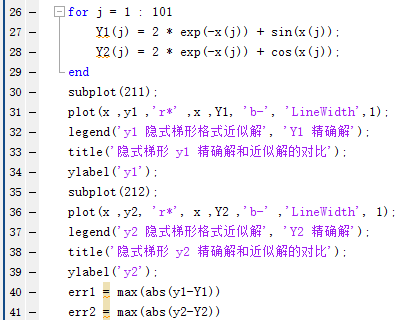 26 for j = 1 : 101
27 Y1(j) = 2 * exp(-x(j)) + sin(x(j));
28 Y2(j) = 2 * exp(-x(j)) + cos(x(j));
29 end
30 subplot(211);
31 plot(x ,y1 ,'r*' ,x ,Y1, 'b-', 'LineWidth',1);
32 legend('y1 隐式梯形格式近似解', 'Y1 精确解');
33 title('隐式梯形 y1 精确解和近似解的对比');
34 ylabel('y1');
35 subplot(212);
36 plot(x ,y2, 'r*', x ,Y2 ,'b-' ,'LineWidth', 1);
37 legend('y2 隐式梯形格式近似解', 'Y2 精确解');
38 title('隐式梯形 y2 精确解和近似解的对比');
39 ylabel('y2');
40 err1 = max(abs(y1-Y1))
41 err2 = max(abs(y2-Y2))